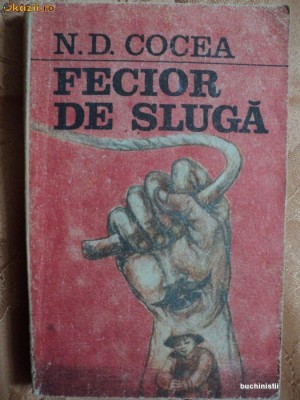 Okazii.ro
N. D. COCEA
FECIOR
DE SLUGĂ
buchinistii